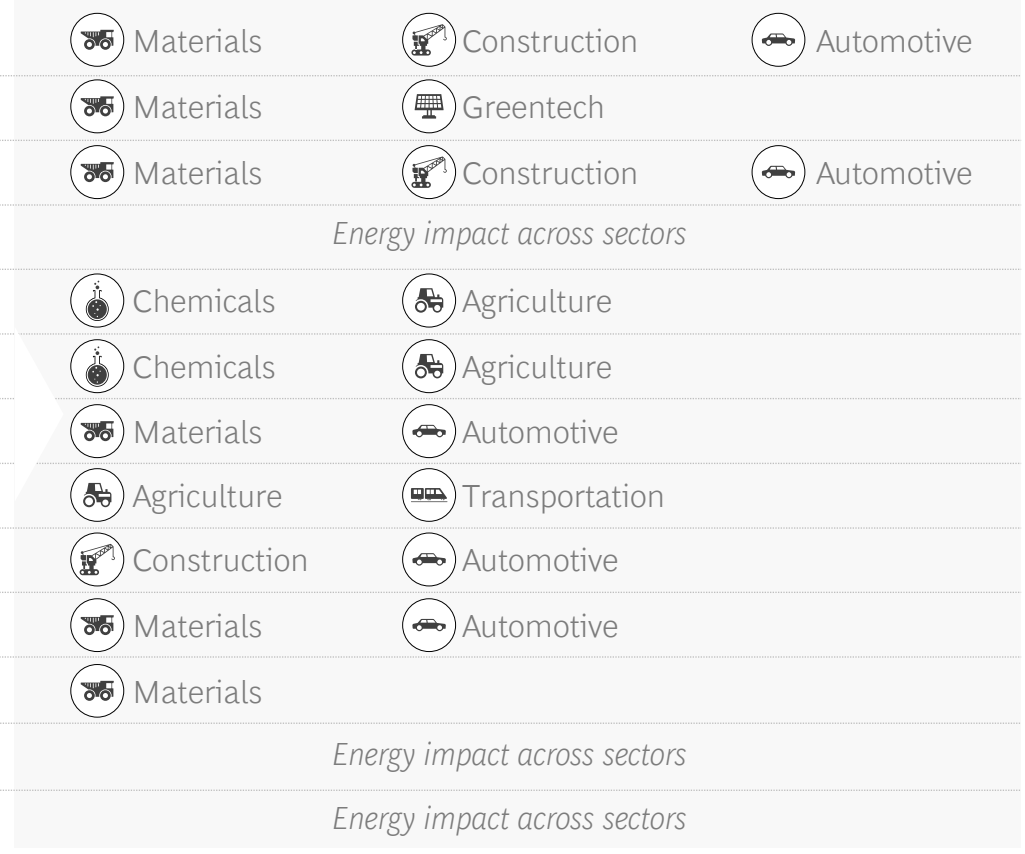 Materials Construction Automotive
Materials Greentech
Materials Construction Automotive
Energy impact across sectors
Chemicals Agriculture
Chemicals Agriculture
Materials Automotive
Agriculture Transportation
Construction Automotive
Materials Automotive
Materials
Energy impact across sectors
Energy impact across sectors